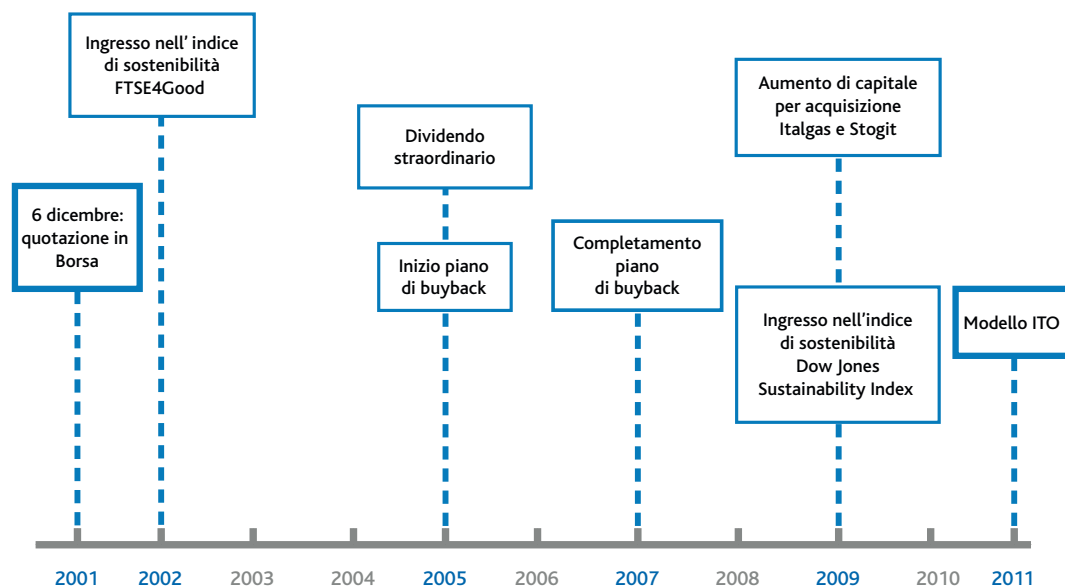 Ingresso nell' indice
di sostenibilità
FTSE4Good
6 dicembre:
quotazione in
Borsa
Dividendo
straordinario
Inizio piano
di buyback
Completamento
piano
di buyback
Aumento di capitale
per acquisizione
Italgas e Stogit
Ingresso nell'indice
di sostenibilità
Dow Jones
Sustainability Index
Modello ITO
2001 2002 2003 2004 2005 2006 2007 2008 2009 2010 2011